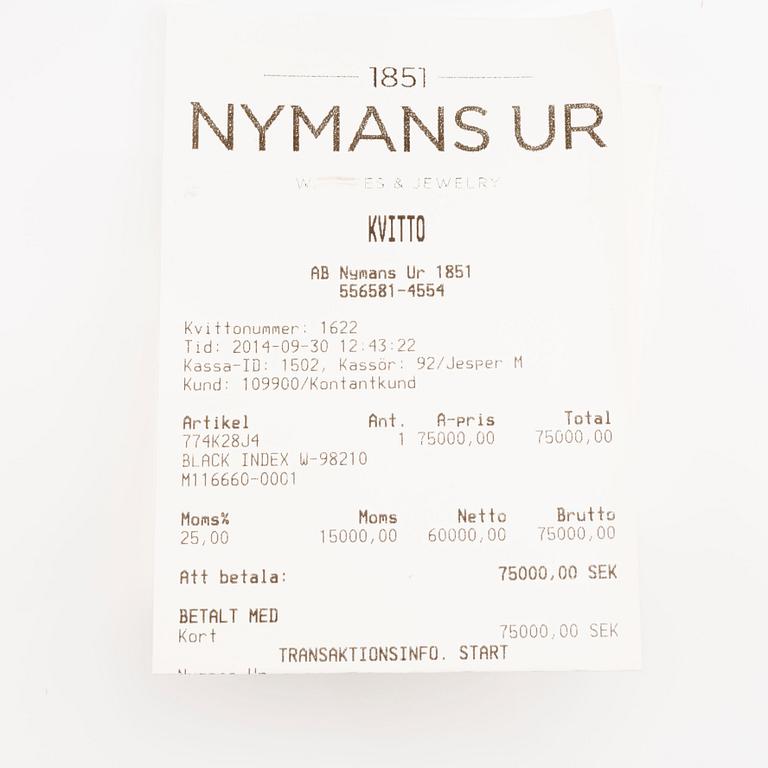 1851
NYMANS UR
& JEWELRY
KVITTO
AB Nymans Ur 1851
556581-4554
Kvittonummer: 1622
Tid: 2014-09-30 12:43:22
Kassa-ID: 1502, Kassör: 92/Jesper M
Kund: 109900/Kontantkund
Artikel Ant. A-pris Total
774K28J4 1 75000,00 75000,00
BLACK INDEX W-98210
M116660-0001
Moms% Moms Netto Brutto
25,00 15000,00 60000,00 75000,00
Att betala: 75000,00 SEK
BETALT MED
Kort 75000,00 SEK
TRANSAKTIONSINFO. START